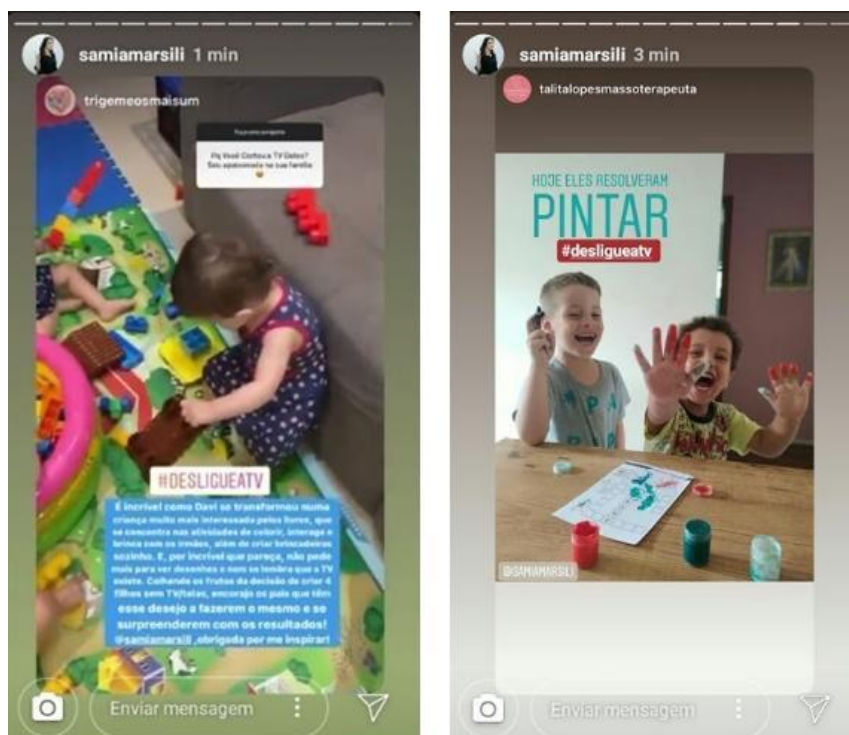 samiamarsili 1 min
trigemeosmaisum
Pq Você Cortou a TV Deles?
Sou apaixonada na sua família
#DESLIGUEATV
É incrível como Davi se transformou numa
criança muito mais interessada pelos livros, que
se concentra nas atividades de colorir, interage e
brinca com os irmãos, além de criar brincadeiras
sozinho. E, por incrível que pareça, não pede
mais para ver desenhos e nem se lembra que a TV
existe. Colhendo os frutos da decisão de criar 4
filhos sem TV/telas, encorajo os pais que têm
esse desejo a fazerem o mesmo e se
surpreenderem com os resultados!
@samiamarsili ,obrigada por me inspirar!
Enviar mensagem
samiamarsili 3 min
talitalopesmassoterapeuta
HOJE ELES RESOLVERAM
PINTAR
#desligueatv
@SAMIAMARSILI
Enviar mensagem